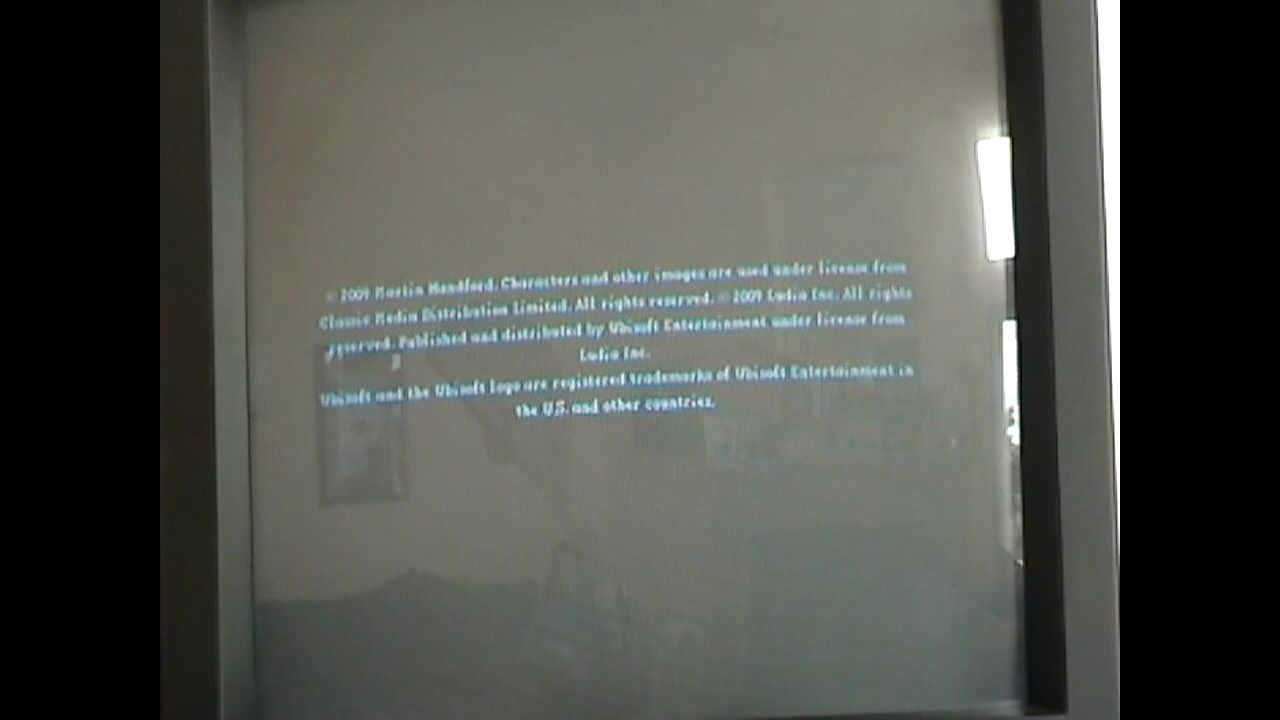 © 2009 Martin Handford. Characters and other images are used under license from
Classic Media Distribution Limited. All rights reserved. © 2009 Ludia Inc. All rights
reserved. Published and distributed by Ubisoft Entertainment under license from
Ludia Inc.
Ubisoft and the Ubisoft Logo are registered trademarks of Ubisoft Entertainment in
the U.S. and other countries.